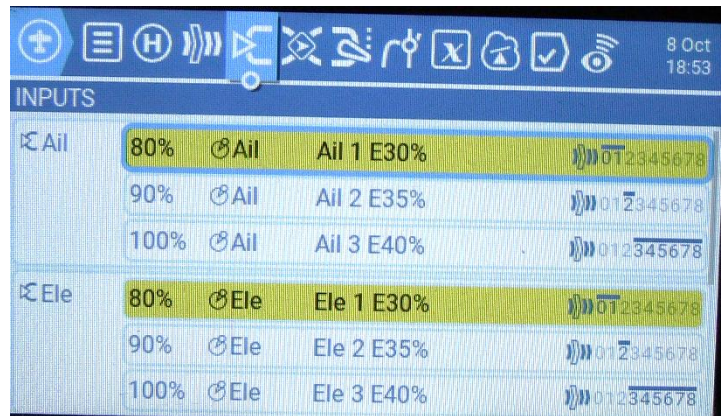 H x 8 Oct
18:53
INPUTS
Ail 80% Ail Ail 1 E30% 012345678
90% Ail Ail 2 E35% 012345678
100% Ail Ail 3 E40% 012345678
Ele 80% Ele Ele 1 E30% 012345678
90% Ele Ele 2 E35% 012345678
100% Ele Ele 3 E40% 012345678